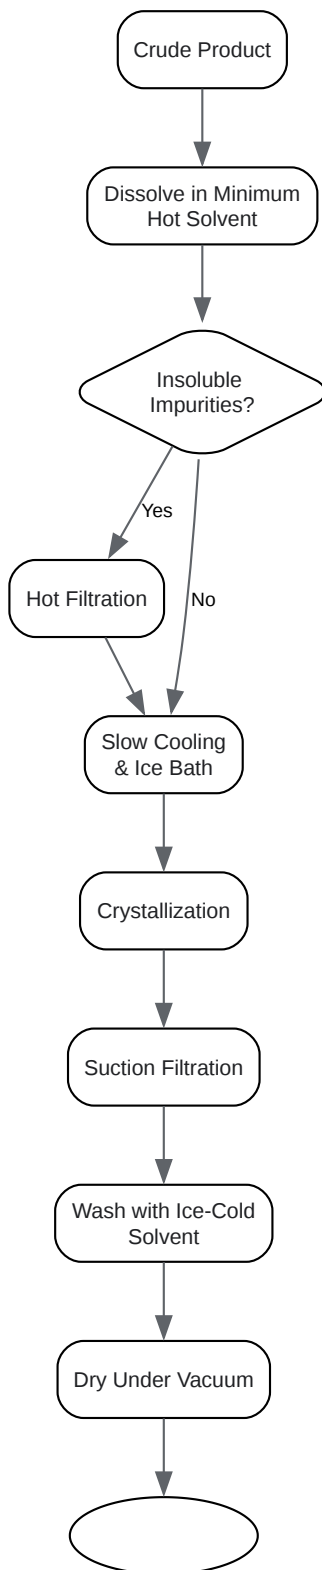 Crude Product
Dissolve in Minimum
Hot Solvent
Insoluble
Impurities?
Yes
Hot Filtration
No
Slow Cooling
& Ice Bath
Crystallization
Suction Filtration
Wash with Ice-Cold
Solvent
Dry Under Vacuum